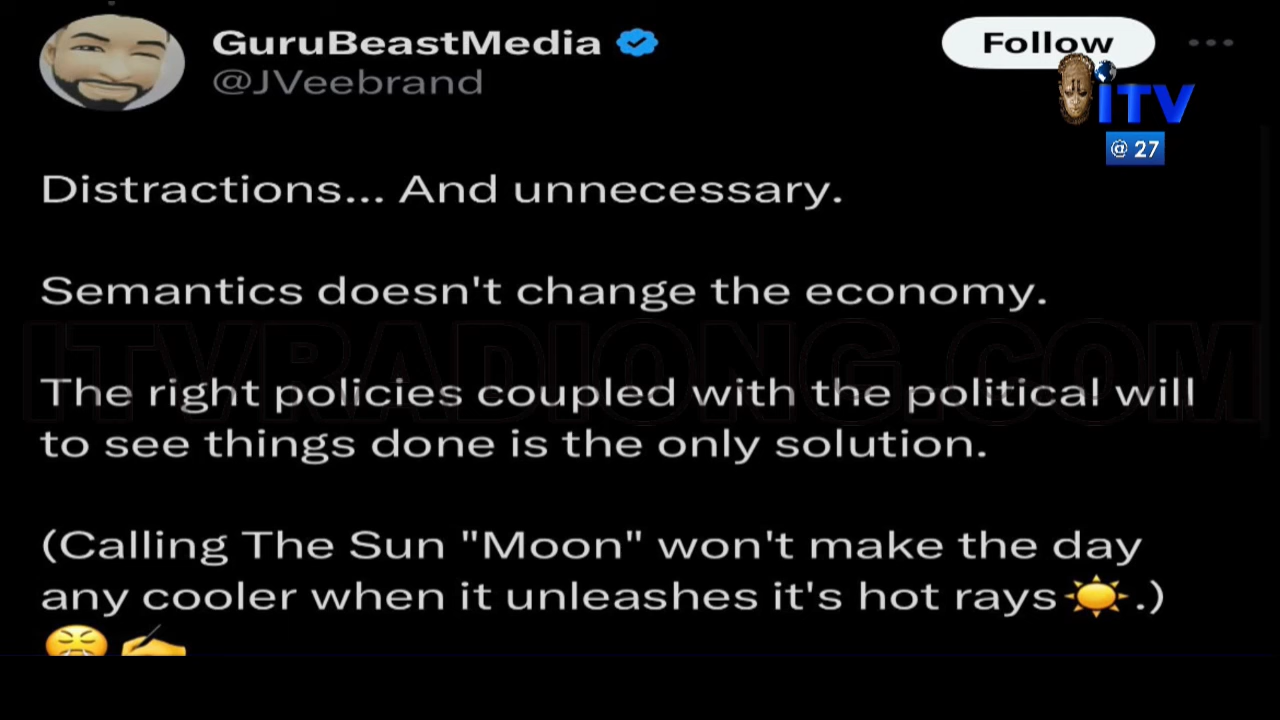 GuruBeastMedia
@JVeebrand
Follow
iTV
@ 27
Distractions... And unnecessary.
Semantics doesn't change the economy.
ITVRADIONG.COM
The right policies coupled with the political will
to see things done is the only solution.
(Calling The Sun "Moon" won't make the day
any cooler when it unleashes it's hot rays☀️.)